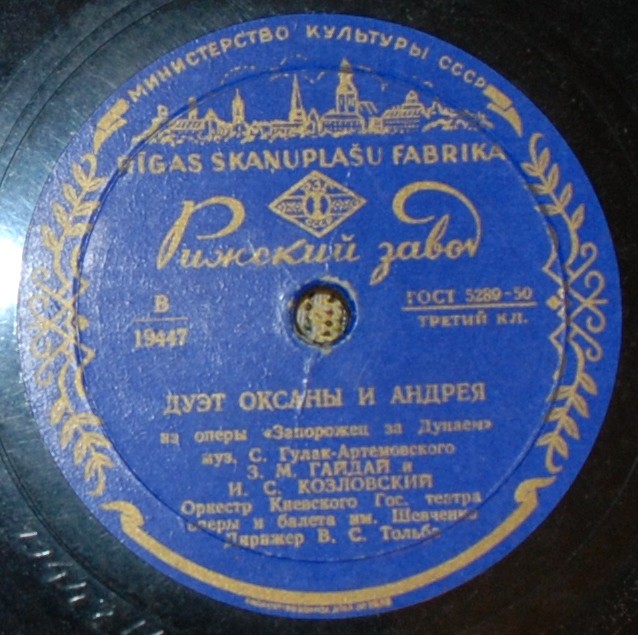 МИНИСТЕРСТВО КУЛЬТУРЫ СССР
RĪGAS SKAŅUPLAŠU FABRIKA
Рижский завод
В
19447
ГОСТ 5289-50
ТРЕТИЙ КЛ.
ДУЭТ ОКСАНЫ И АНДРЕЯ
из оперы «Запорожец за Дунаем»
муз. С. Гулак-Артемовского
З. М. ГАЙДАЙ и
И. С. КОЗЛОВСКИЙ
Оркестр Киевского Гос. театра
оперы и балета им. Шевченко
Дирижер В. С. Тольба